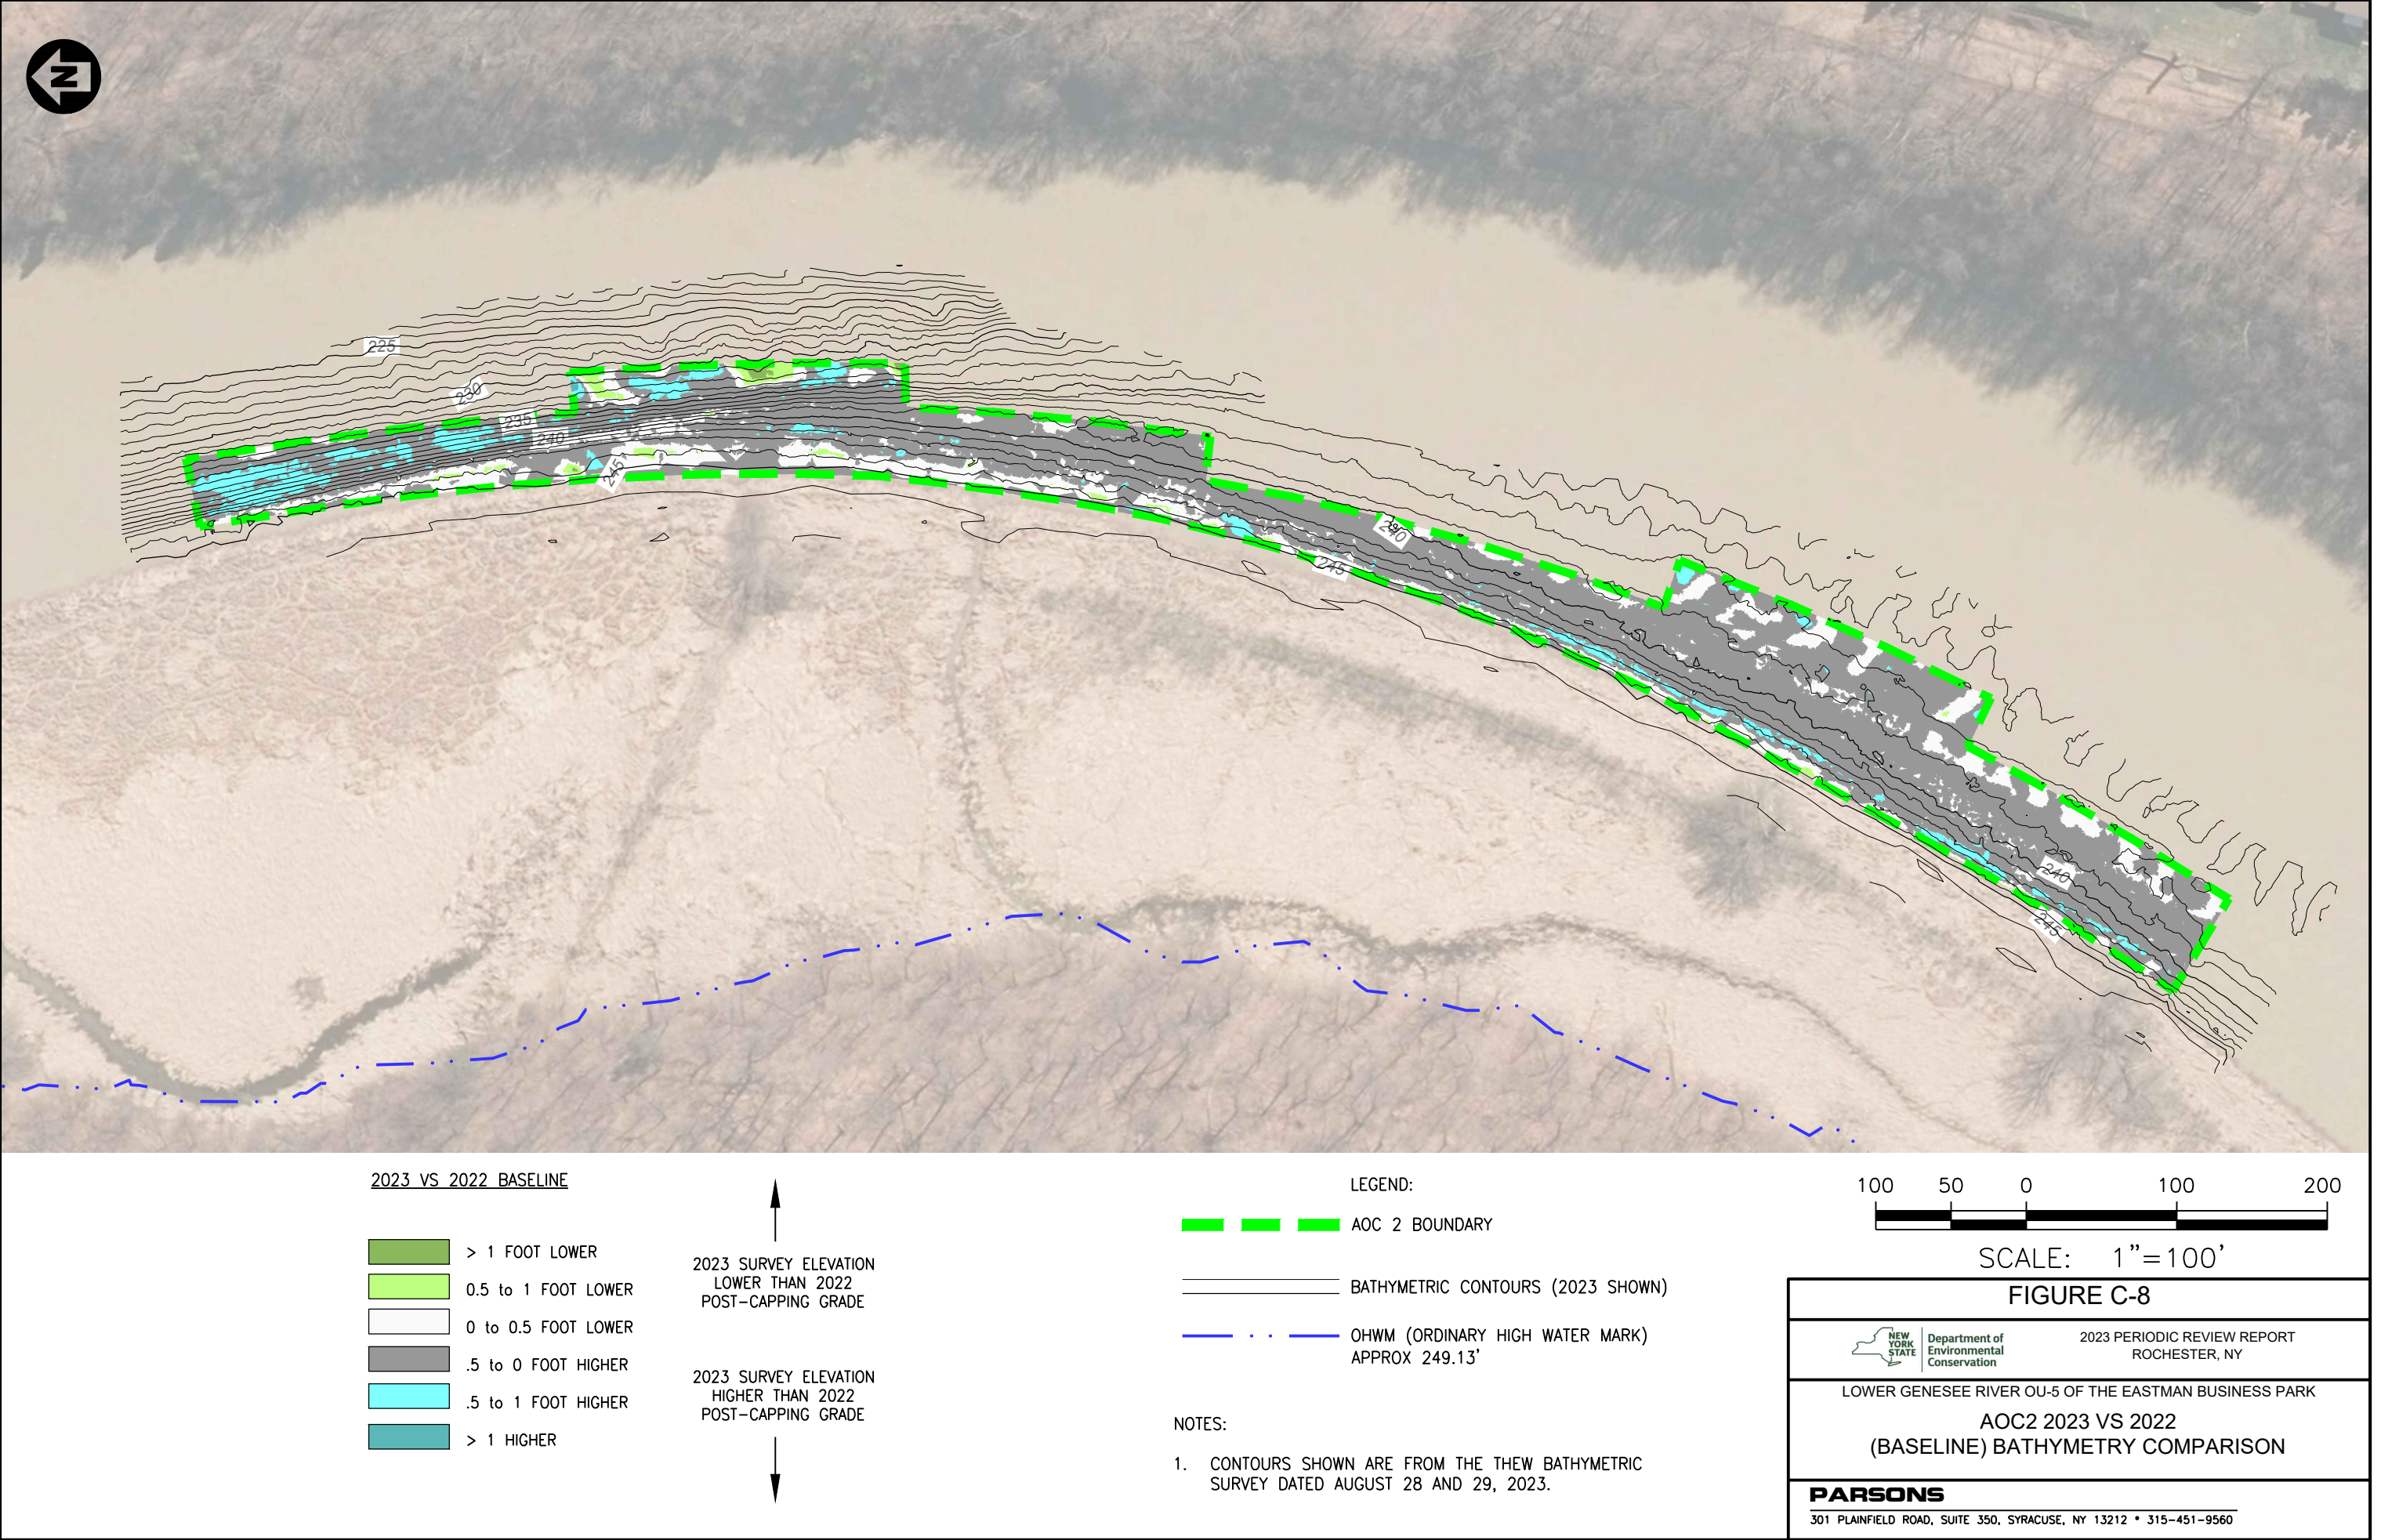 N
225
230
235
240
245
240
245
240
245
2023 VS 2022 BASELINE
> 1 FOOT LOWER
0.5 to 1 FOOT LOWER
0 to 0.5 FOOT LOWER
.5 to 0 FOOT HIGHER
.5 to 1 FOOT HIGHER
> 1 HIGHER
2023 SURVEY ELEVATION
LOWER THAN 2022
POST-CAPPING GRADE
2023 SURVEY ELEVATION
HIGHER THAN 2022
POST-CAPPING GRADE
LEGEND:
AOC 2 BOUNDARY
BATHYMETRIC CONTOURS (2023 SHOWN)
OHWM (ORDINARY HIGH WATER MARK)
APPROX 249.13'
NOTES:
1. CONTOURS SHOWN ARE FROM THE THEW BATHYMETRIC
SURVEY DATED AUGUST 28 AND 29, 2023.
100 50 0 100 200
SCALE: 1"=100'
FIGURE C-8
NEW
YORK
STATE
Department of
Environmental
Conservation
2023 PERIODIC REVIEW REPORT
ROCHESTER, NY
LOWER GENESEE RIVER OU-5 OF THE EASTMAN BUSINESS PARK
AOC2 2023 VS 2022
(BASELINE) BATHYMETRY COMPARISON
PARSONS
301 PLAINFIELD ROAD, SUITE 350, SYRACUSE, NY 13212 * 315-451-9560